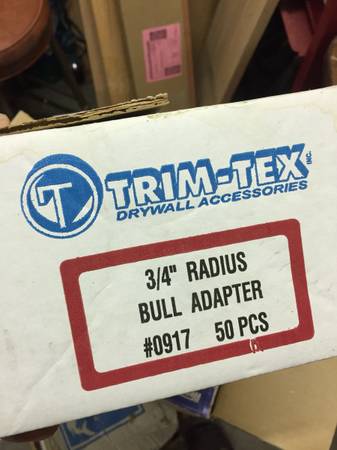 T
TRIM-TEX INC.
DRYWALL ACCESSORIES
3/4" RADIUS
BULL ADAPTER
#0917 50 PCS